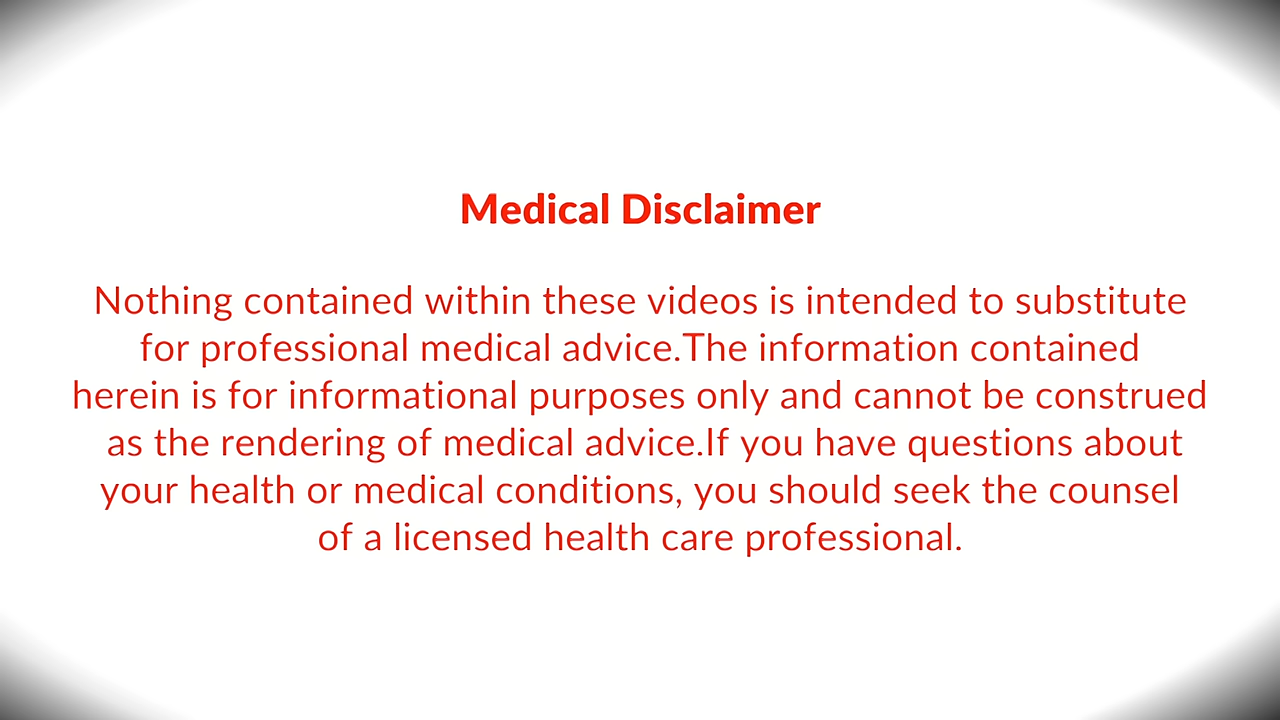 Medical Disclaimer
Nothing contained within these videos is intended to substitute
for professional medical advice.The information contained
herein is for informational purposes only and cannot be construed
as the rendering of medical advice.If you have questions about
your health or medical conditions, you should seek the counsel
of a licensed health care professional.